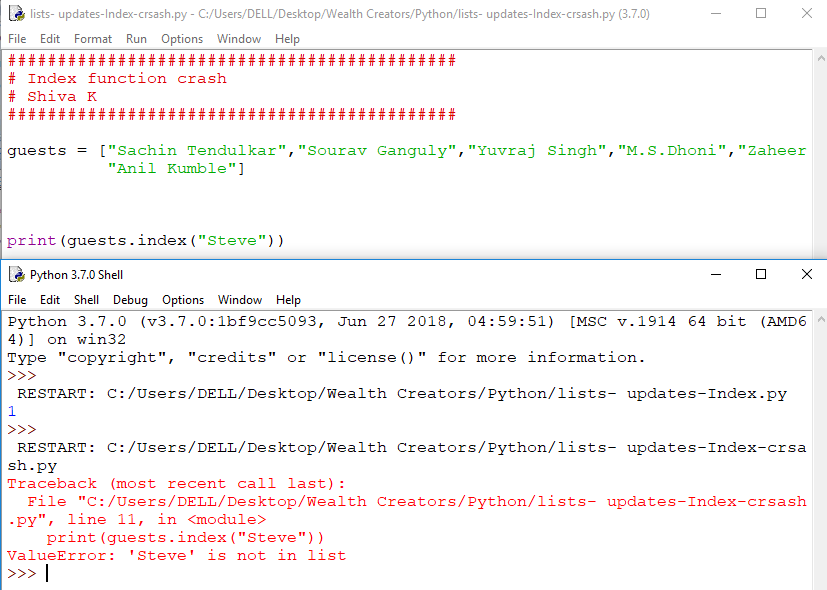 lists- updates-Index-crsash.py - C:/Users/DELL/Desktop/Wealth Creators/Python/lists- updates-Index-crsash.py (3.7.0)
File Edit Format Run Options Window Help
#############################################
# Index function crash
# Shiva K
#############################################
guests = ["Sachin Tendulkar","Sourav Ganguly","Yuvraj Singh","M.S.Dhoni","Zaheer
"Anil Kumble"]
print(guests.index("Steve"))
Python 3.7.0 Shell
File Edit Shell Debug Options Window Help
Python 3.7.0 (v3.7.0:1bf9cc5093, Jun 27 2018, 04:59:51) [MSC v.1914 64 bit (AMD6
4)] on win32
Type "copyright", "credits" or "license()" for more information.
>>>
RESTART: C:/Users/DELL/Desktop/Wealth Creators/Python/lists- updates-Index.py
1
>>>
RESTART: C:/Users/DELL/Desktop/Wealth Creators/Python/lists- updates-Index-crsa
sh.py
Traceback (most recent call last):
File "C:/Users/DELL/Desktop/Wealth Creators/Python/lists- updates-Index-crsash
.py", line 11, in <module>
print(guests.index("Steve"))
ValueError: 'Steve' is not in list
>>>